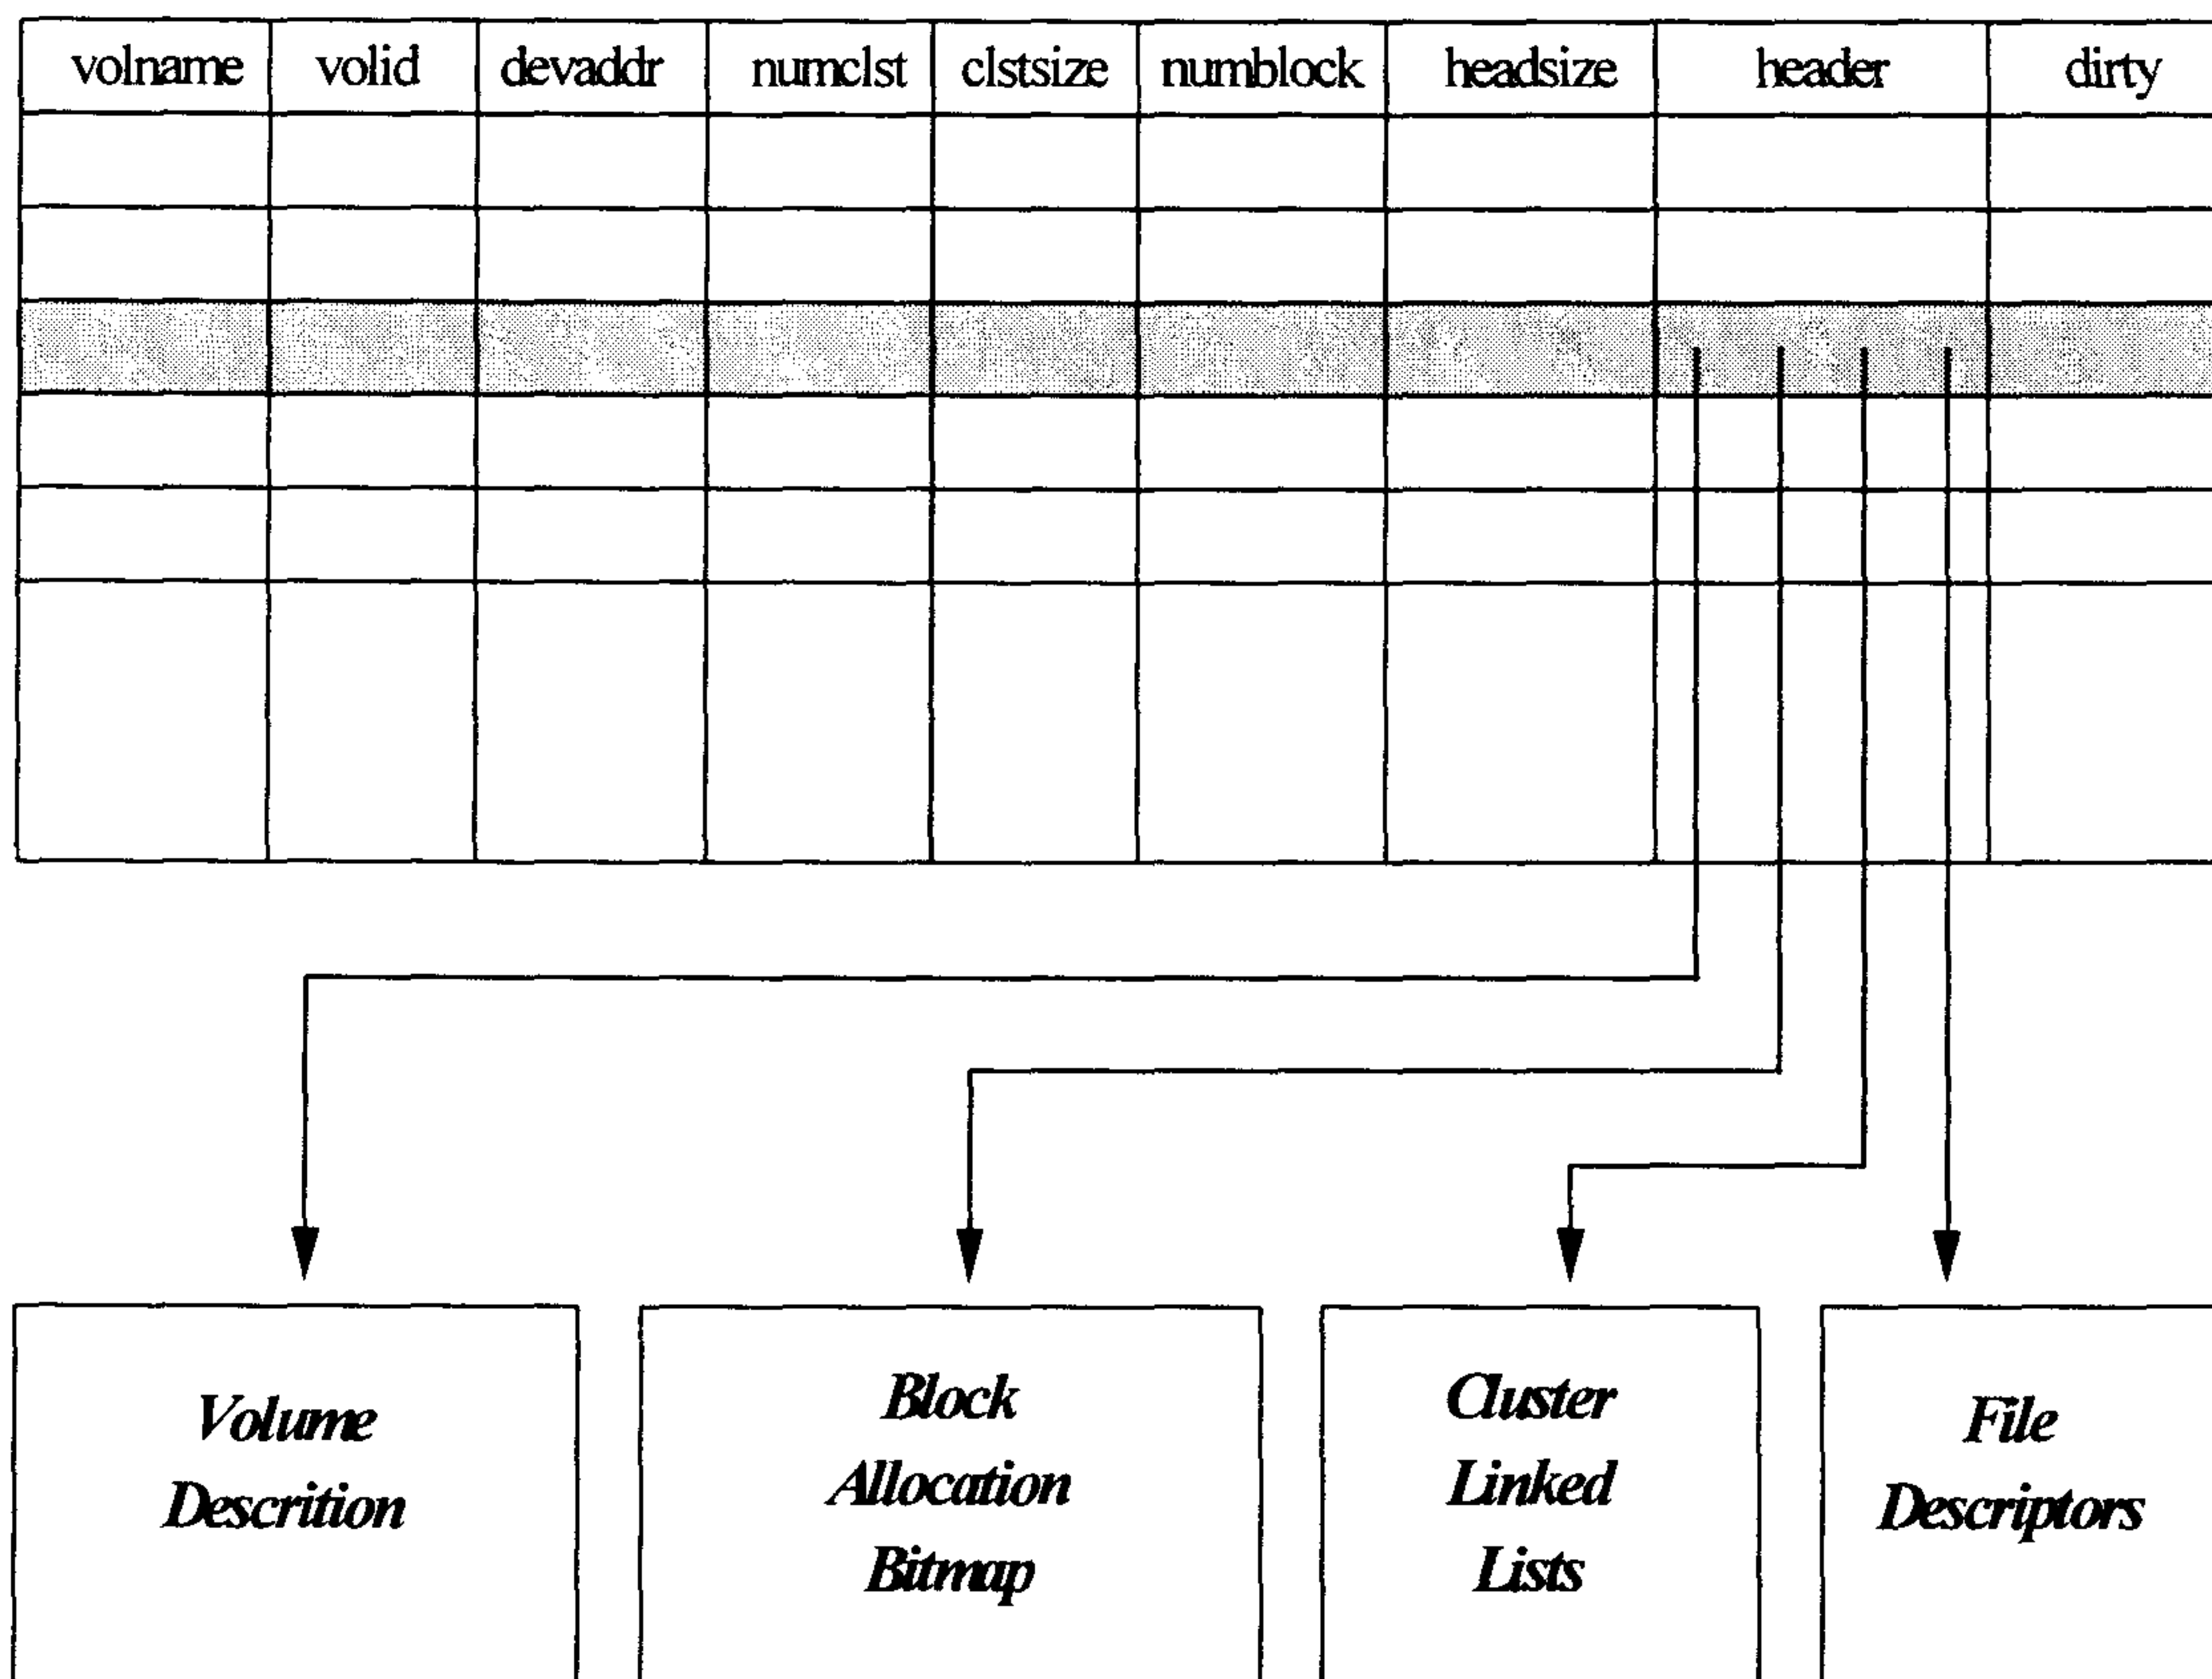 volname volid devaddr numclst clstsize numblock headsize header dirty
Volume
Descrition
Block
Allocation
Bitmap
Cluster
Linked
Lists
File
Descriptors